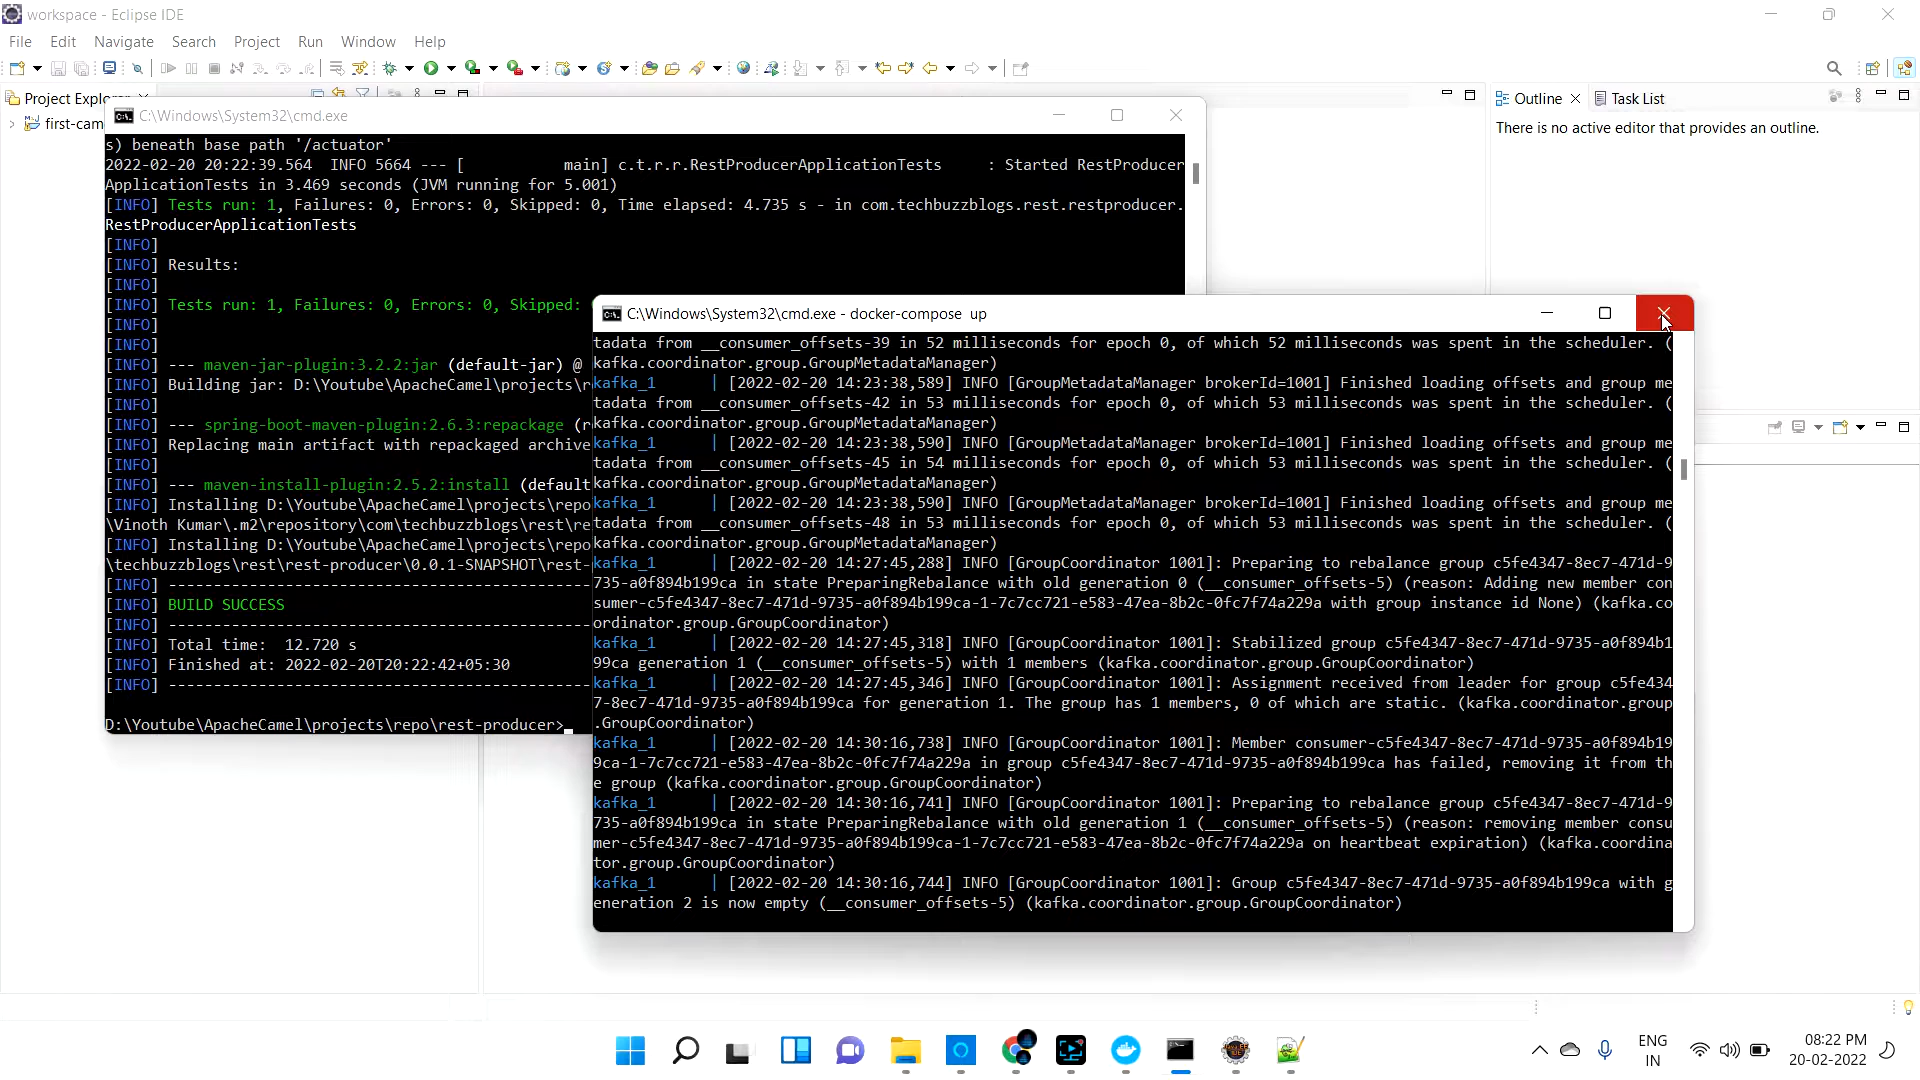 workspace - Eclipse IDE
File Edit Navigate Search Project Run Window Help
Project Explorer
first-cam
C:\Windows\System32\cmd.exe
s) beneath base path '/actuator'
2022-02-20 20:22:39.564  INFO 5664 --- [           main] c.t.r.r.RestProducerApplicationTests     : Started RestProducer
ApplicationTests in 3.469 seconds (JVM running for 5.001)
[INFO] Tests run: 1, Failures: 0, Errors: 0, Skipped: 0, Time elapsed: 4.735 s - in com.techbuzzblogs.rest.restproducer.
RestProducerApplicationTests
[INFO]
[INFO] Results:
[INFO]
[INFO] Tests run: 1, Failures: 0, Errors: 0, Skipped:
[INFO]
[INFO]
[INFO] --- maven-jar-plugin:3.2.2:jar (default-jar) @
[INFO] Building jar: D:\Youtube\ApacheCamel\projects\r
[INFO]
[INFO] --- spring-boot-maven-plugin:2.6.3:repackage (r
[INFO] Replacing main artifact with repackaged archive
[INFO]
[INFO] --- maven-install-plugin:2.5.2:install (default
[INFO] Installing D:\Youtube\ApacheCamel\projects\repo
\Vinoth Kumar\.m2\repository\com\techbuzzblogs\rest\re
[INFO] Installing D:\Youtube\ApacheCamel\projects\repo
\techbuzzblogs\rest\rest-producer\0.0.1-SNAPSHOT\rest-
[INFO] ------------------------------------------------------
[INFO] BUILD SUCCESS
[INFO] ------------------------------------------------------
[INFO] Total time:  12.720 s
[INFO] Finished at: 2022-02-20T20:22:42+05:30
[INFO] ------------------------------------------------------
D:\Youtube\ApacheCamel\projects\repo\rest-producer>
C:\Windows\System32\cmd.exe - docker-compose  up
tadata from __consumer_offsets-39 in 52 milliseconds for epoch 0, of which 52 milliseconds was spent in the scheduler. (
kafka.coordinator.group.GroupMetadataManager)
kafka_1      | [2022-02-20 14:23:38,589] INFO [GroupMetadataManager brokerId=1001] Finished loading offsets and group me
tadata from __consumer_offsets-42 in 53 milliseconds for epoch 0, of which 53 milliseconds was spent in the scheduler. (
kafka.coordinator.group.GroupMetadataManager)
kafka_1      | [2022-02-20 14:23:38,590] INFO [GroupMetadataManager brokerId=1001] Finished loading offsets and group me
tadata from __consumer_offsets-45 in 54 milliseconds for epoch 0, of which 53 milliseconds was spent in the scheduler. (
kafka.coordinator.group.GroupMetadataManager)
kafka_1      | [2022-02-20 14:23:38,590] INFO [GroupMetadataManager brokerId=1001] Finished loading offsets and group me
tadata from __consumer_offsets-48 in 53 milliseconds for epoch 0, of which 53 milliseconds was spent in the scheduler. (
kafka.coordinator.group.GroupMetadataManager)
kafka_1      | [2022-02-20 14:27:45,288] INFO [GroupCoordinator 1001]: Preparing to rebalance group c5fe4347-8ec7-471d-9
735-a0f894b199ca in state PreparingRebalance with old generation 0 (__consumer_offsets-5) (reason: Adding new member con
sumer-c5fe4347-8ec7-471d-9735-a0f894b199ca-1-7c7cc721-e583-47ea-8b2c-0fc7f74a229a with group instance id None) (kafka.co
ordinator.group.GroupCoordinator)
kafka_1      | [2022-02-20 14:27:45,318] INFO [GroupCoordinator 1001]: Stabilized group c5fe4347-8ec7-471d-9735-a0f894b1
99ca generation 1 (__consumer_offsets-5) with 1 members (kafka.coordinator.group.GroupCoordinator)
kafka_1      | [2022-02-20 14:27:45,346] INFO [GroupCoordinator 1001]: Assignment received from leader for group c5fe434
7-8ec7-471d-9735-a0f894b199ca for generation 1. The group has 1 members, 0 of which are static. (kafka.coordinator.group
.GroupCoordinator)
kafka_1      | [2022-02-20 14:30:16,738] INFO [GroupCoordinator 1001]: Member consumer-c5fe4347-8ec7-471d-9735-a0f894b19
9ca-1-7c7cc721-e583-47ea-8b2c-0fc7f74a229a in group c5fe4347-8ec7-471d-9735-a0f894b199ca has failed, removing it from th
e group (kafka.coordinator.group.GroupCoordinator)
kafka_1      | [2022-02-20 14:30:16,741] INFO [GroupCoordinator 1001]: Preparing to rebalance group c5fe4347-8ec7-471d-9
735-a0f894b199ca in state PreparingRebalance with old generation 1 (__consumer_offsets-5) (reason: removing member consu
mer-c5fe4347-8ec7-471d-9735-a0f894b199ca-1-7c7cc721-e583-47ea-8b2c-0fc7f74a229a on heartbeat expiration) (kafka.coordina
tor.group.GroupCoordinator)
kafka_1      | [2022-02-20 14:30:16,744] INFO [GroupCoordinator 1001]: Group c5fe4347-8ec7-471d-9735-a0f894b199ca with g
eneration 2 is now empty (__consumer_offsets-5) (kafka.coordinator.group.GroupCoordinator)
Outline
Task List
There is no active editor that provides an outline.
ENG
IN
08:22 PM
20-02-2022